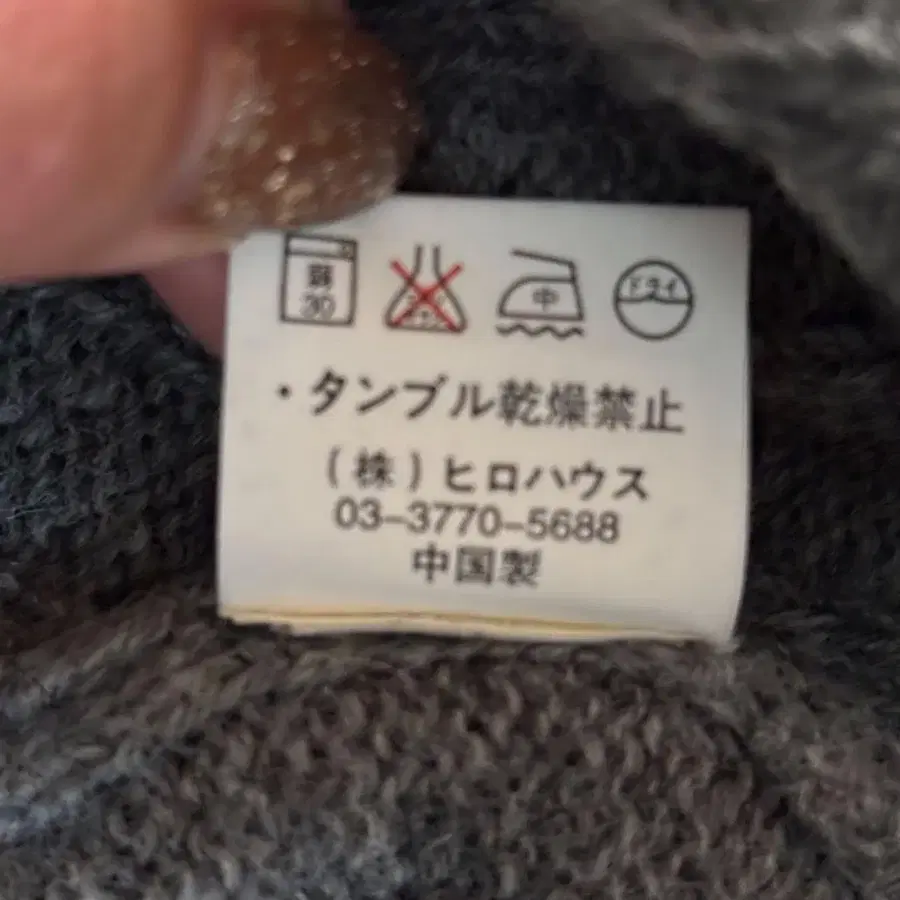 弱
30
中
ドライ
・タンブル乾燥禁止
（株）ヒロハウス
03-3770-5688
中国製